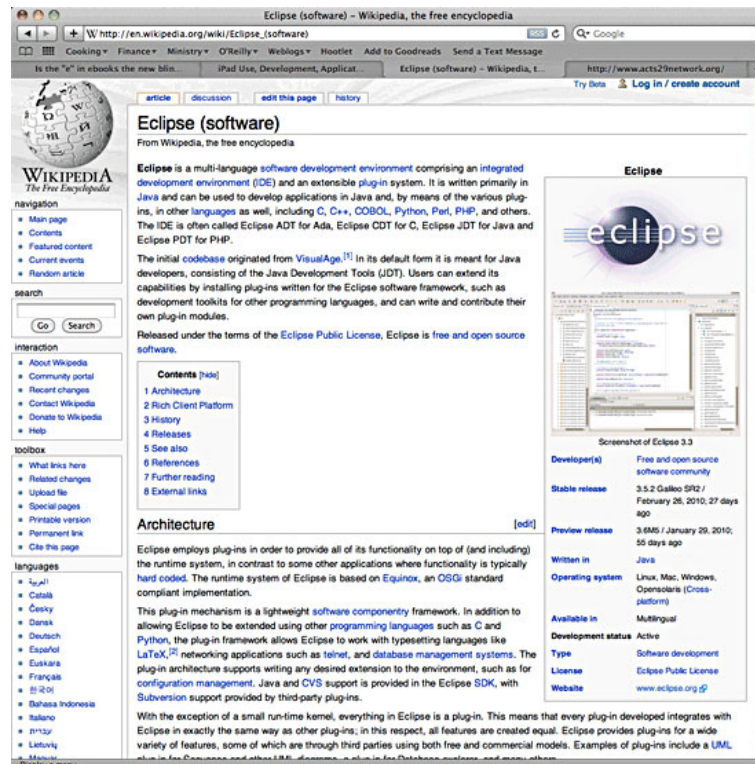 Eclipse (software) – Wikipedia, the free encyclopedia
http://en.wikipedia.org/wiki/Eclipse_(software)
RSS
Google
Cooking Finance Ministry O'Reilly Weblogs Hootlet Add to Goodreads Send a Text Message
Is the "e" in ebooks the new blin...
iPad Use, Development, Applicat...
Eclipse (software) – Wikipedia, t...
http://www.acts29network.org/
Try Beta Log in / create account
article discussion edit this page history
WIKIPEDIA
The Free Encyclopedia
navigation
Main page
Contents
Featured content
Current events
Random article
search
Go Search
interaction
About Wikipedia
Community portal
Recent changes
Contact Wikipedia
Donate to Wikipedia
Help
toolbox
What links here
Related changes
Upload file
Special pages
Printable version
Permanent link
Cite this page
languages
العربية
Català
Česky
Dansk
Deutsch
Español
Euskara
Français
한국어
Bahasa Indonesia
Italiano
עברית
Lietuvių
Magyar
Eclipse (software)
From Wikipedia, the free encyclopedia
Eclipse is a multi-language software development environment comprising an integrated
development environment (IDE) and an extensible plug-in system. It is written primarily in
Java and can be used to develop applications in Java and, by means of the various plug-
ins, in other languages as well, including C, C++, COBOL, Python, Perl, PHP, and others.
The IDE is often called Eclipse ADT for Ada, Eclipse CDT for C, Eclipse JDT for Java and
Eclipse PDT for PHP.
The initial codebase originated from VisualAge.[1] In its default form it is meant for Java
developers, consisting of the Java Development Tools (JDT). Users can extend its
capabilities by installing plug-ins written for the Eclipse software framework, such as
development toolkits for other programming languages, and can write and contribute their
own plug-in modules.
Released under the terms of the Eclipse Public License, Eclipse is free and open source
software.
Contents [hide]
1 Architecture
2 Rich Client Platform
3 History
4 Releases
5 See also
6 References
7 Further reading
8 External links
Architecture [edit]
Eclipse employs plug-ins in order to provide all of its functionality on top of (and including)
the runtime system, in contrast to some other applications where functionality is typically
hard coded. The runtime system of Eclipse is based on Equinox, an OSGi standard
compliant implementation.
This plug-in mechanism is a lightweight software componentry framework. In addition to
allowing Eclipse to be extended using other programming languages such as C and
Python, the plug-in framework allows Eclipse to work with typesetting languages like
LaTeX,[2] networking applications such as telnet, and database management systems. The
plug-in architecture supports writing any desired extension to the environment, such as for
configuration management. Java and CVS support is provided in the Eclipse SDK, with
Subversion support provided by third-party plug-ins.
With the exception of a small run-time kernel, everything in Eclipse is a plug-in. This means that every plug-in developed integrates with
Eclipse in exactly the same way as other plug-ins; in this respect, all features are created equal. Eclipse provides plug-ins for a wide
variety of features, some of which are through third parties using both free and commercial models. Examples of plug-ins include a UML
Eclipse
eclipse
Screenshot of Eclipse 3.3
Developer(s) Free and open source
software community
Stable release 3.5.2 Galileo SR2 /
February 26, 2010; 27 days
ago
Preview release 3.6M5 / January 29, 2010;
55 days ago
Written in Java
Operating system Linux, Mac, Windows,
Opensolaris (Cross-
platform)
Available in Multilingual
Development status Active
Type Software development
License Eclipse Public License
Website www.eclipse.org